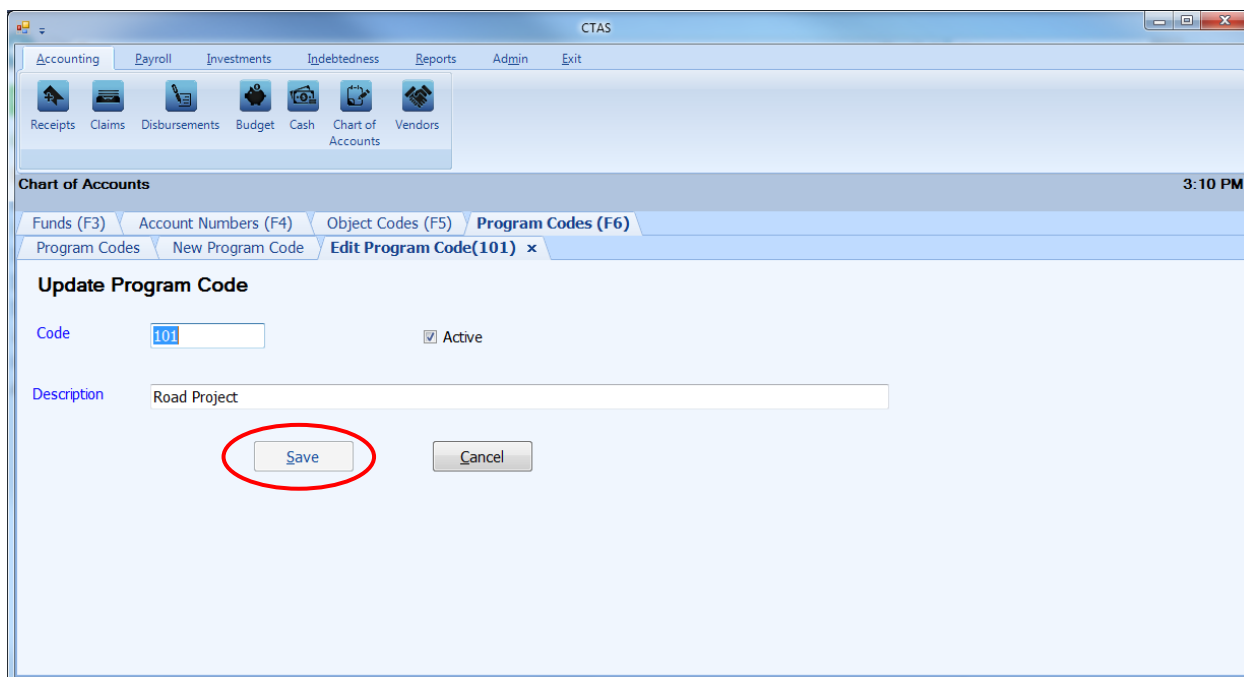 CTAS
Accounting Payroll Investments Indebtedness Reports Admin Exit
Receipts Claims Disbursements Budget Cash Chart of Accounts Vendors
Chart of Accounts 3:10 PM
Funds (F3) Account Numbers (F4) Object Codes (F5) Program Codes (F6)
Program Codes New Program Code Edit Program Code(101) x
Update Program Code
Code 101 Active
Description Road Project
Save Cancel